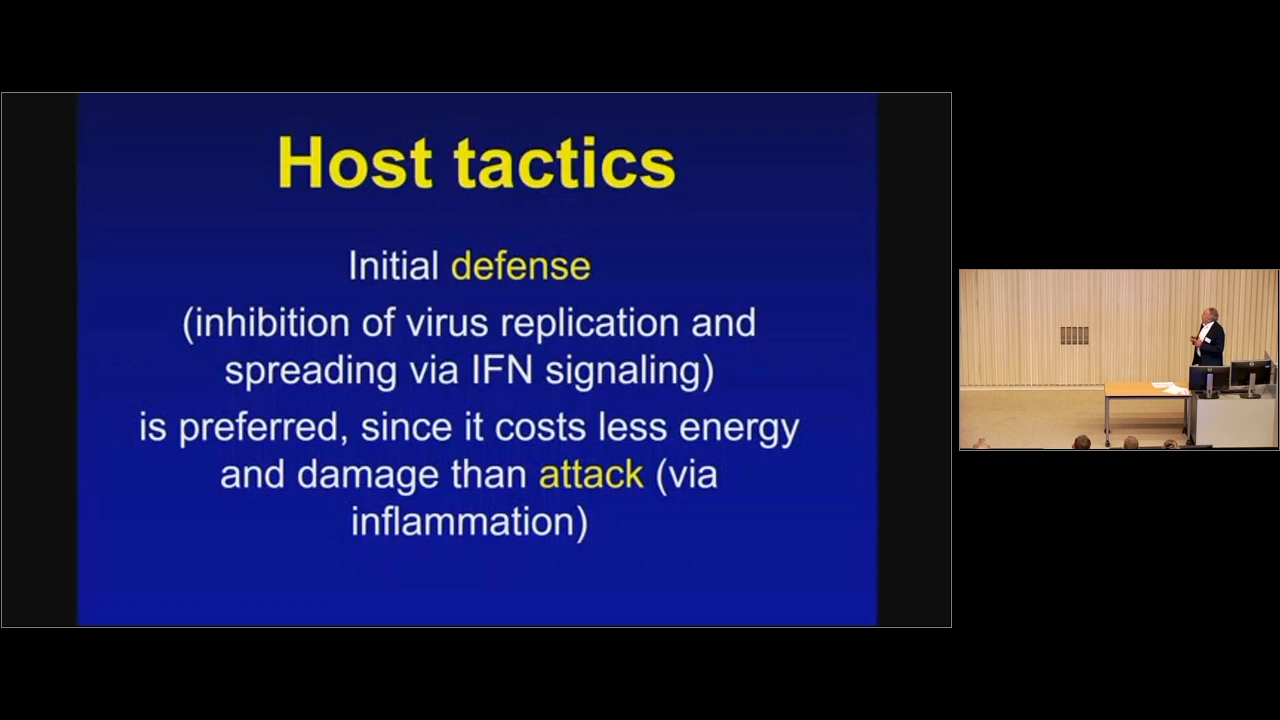 Host tactics
Initial defense
(inhibition of virus replication and
spreading via IFN signaling)
is preferred, since it costs less energy
and damage than attack (via
inflammation)